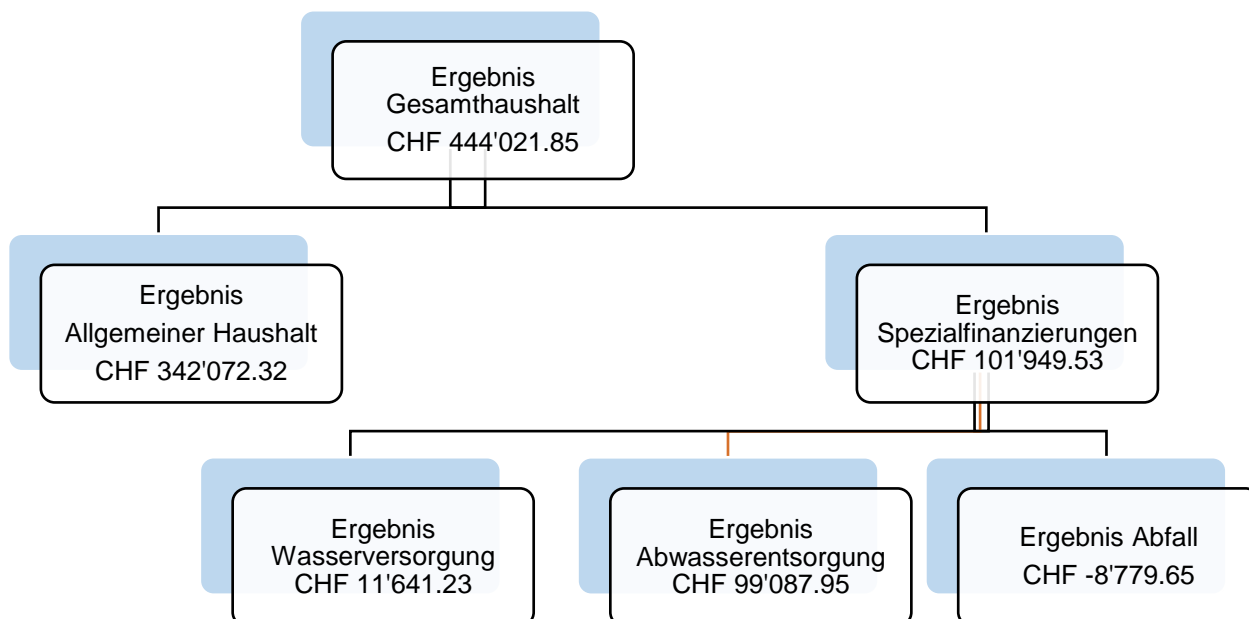 Ergebnis
Gesamthaushalt
CHF 444'021.85
Ergebnis
Allgemeiner Haushalt
CHF 342'072.32
Ergebnis
Spezialfinanzierungen
CHF 101'949.53
Ergebnis
Wasserversorgung
CHF 11'641.23
Ergebnis
Abwasserentsorgung
CHF 99'087.95
Ergebnis Abfall
CHF -8'779.65